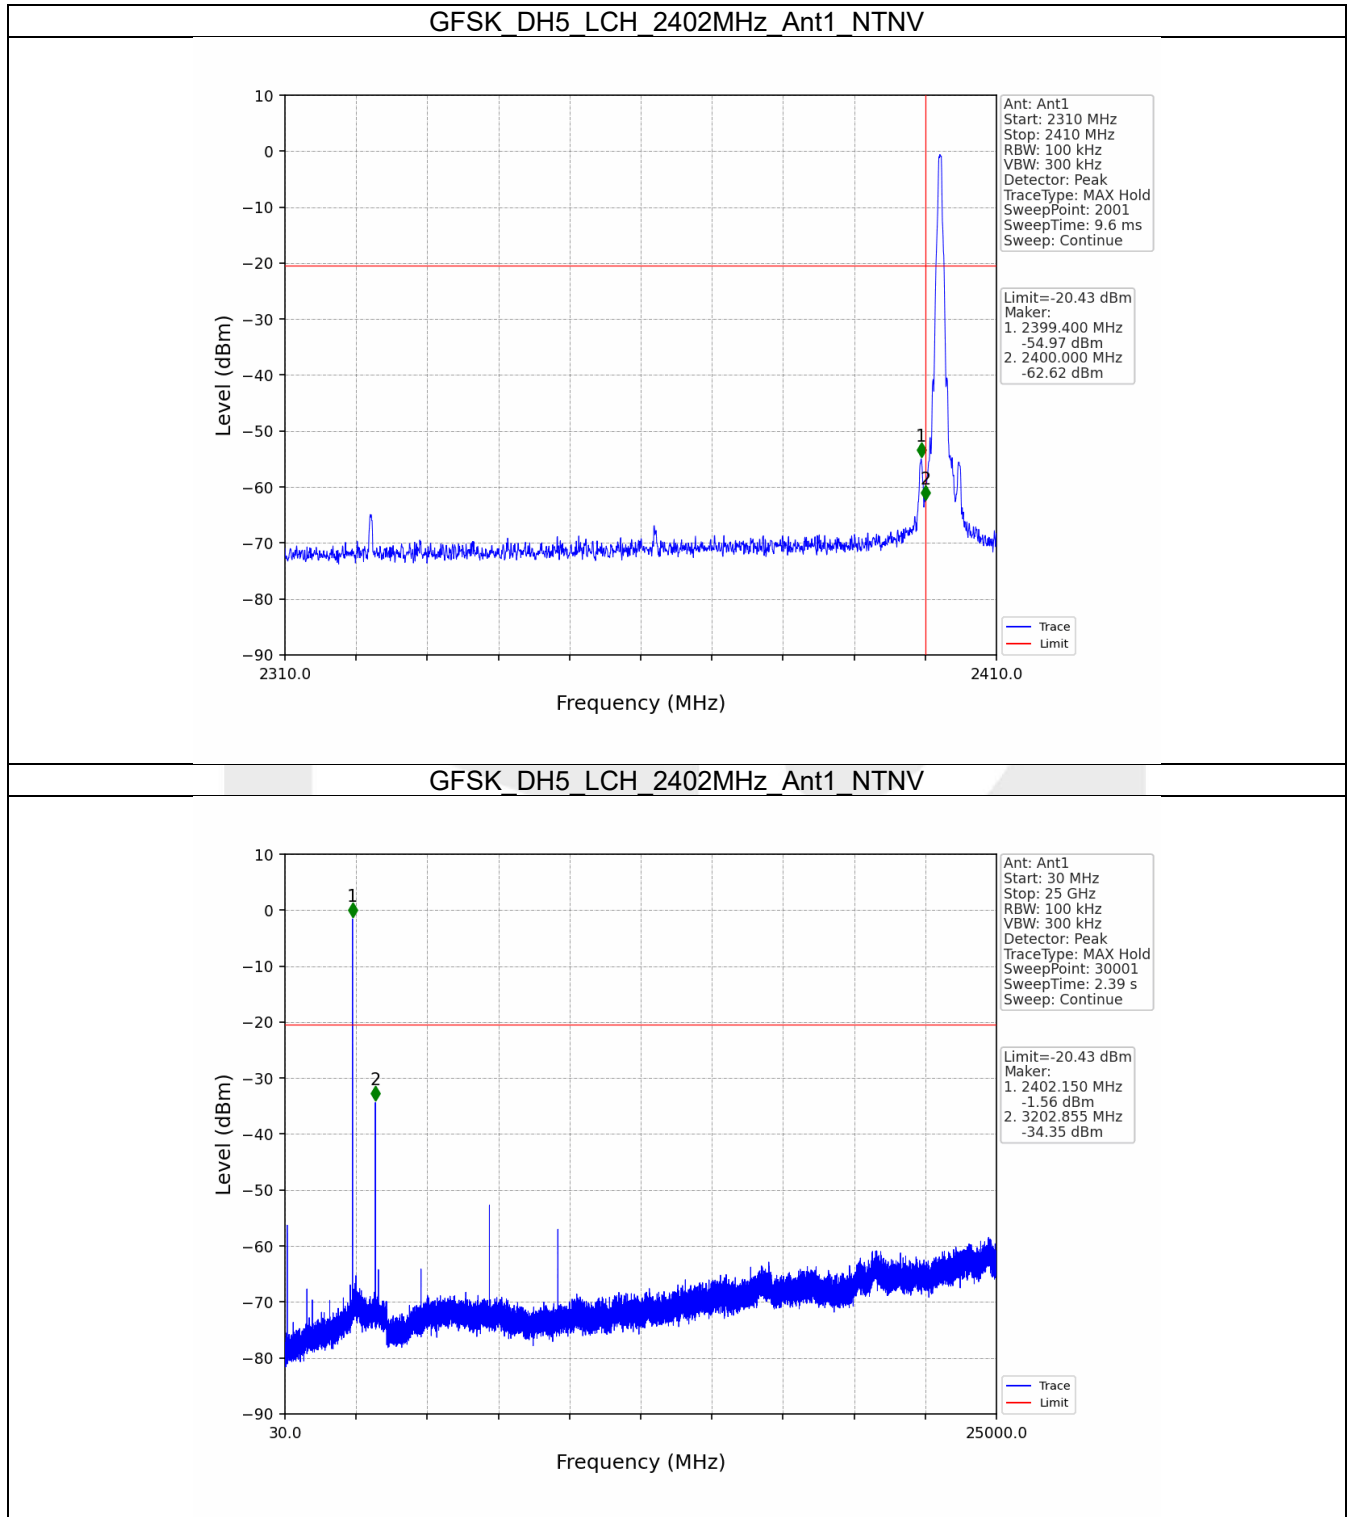 GFSK_DH5_LCH_2402MHz_Ant1_NTNV
10
0
−10
−20
−30
−40
−50
−60
−70
−80
−90
Level (dBm)
2310.0
2410.0
Frequency (MHz)
1
2
Ant: Ant1
Start: 2310 MHz
Stop: 2410 MHz
RBW: 100 kHz
VBW: 300 kHz
Detector: Peak
TraceType: MAX Hold
SweepPoint: 2001
SweepTime: 9.6 ms
Sweep: Continue
Limit=-20.43 dBm
Maker:
1. 2399.400 MHz
-54.97 dBm
2. 2400.000 MHz
-62.62 dBm
Trace
Limit
GFSK_DH5_LCH_2402MHz_Ant1_NTNV
10
0
−10
−20
−30
−40
−50
−60
−70
−80
−90
Level (dBm)
30.0
25000.0
Frequency (MHz)
1
2
Ant: Ant1
Start: 30 MHz
Stop: 25 GHz
RBW: 100 kHz
VBW: 300 kHz
Detector: Peak
TraceType: MAX Hold
SweepPoint: 30001
SweepTime: 2.39 s
Sweep: Continue
Limit=-20.43 dBm
Maker:
1. 2402.150 MHz
-1.56 dBm
2. 3202.855 MHz
-34.35 dBm
Trace
Limit